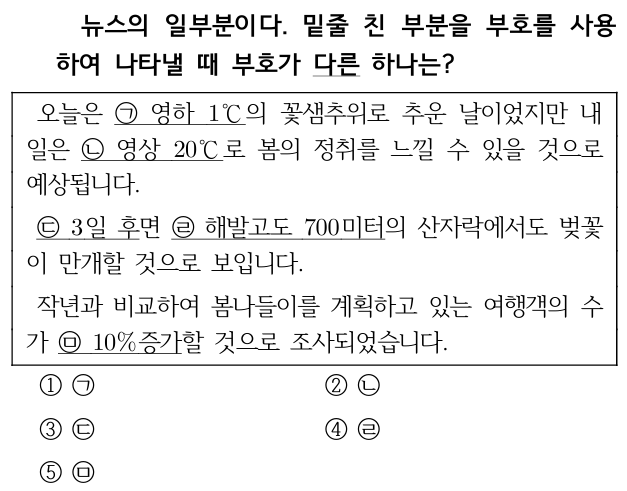 뉴스의 일부분이다. 밑줄 친 부분을 부호를 사용
하여 나타낼 때 부호가 다른 하나는?
오늘은 ㉠ 영하 1℃의 꽃샘추위로 추운 날이었지만 내
일은 ㉡ 영상 20℃로 봄의 정취를 느낄 수 있을 것으로
예상됩니다.
㉢ 3일 후면 ㉣ 해발고도 700미터의 산자락에서도 벚꽃
이 만개할 것으로 보입니다.
작년과 비교하여 봄나들이를 계획하고 있는 여행객의 수
가 ㉤ 10%증가할 것으로 조사되었습니다.
① ㉠ ② ㉡
③ ㉢ ④ ㉣
⑤ ㉤